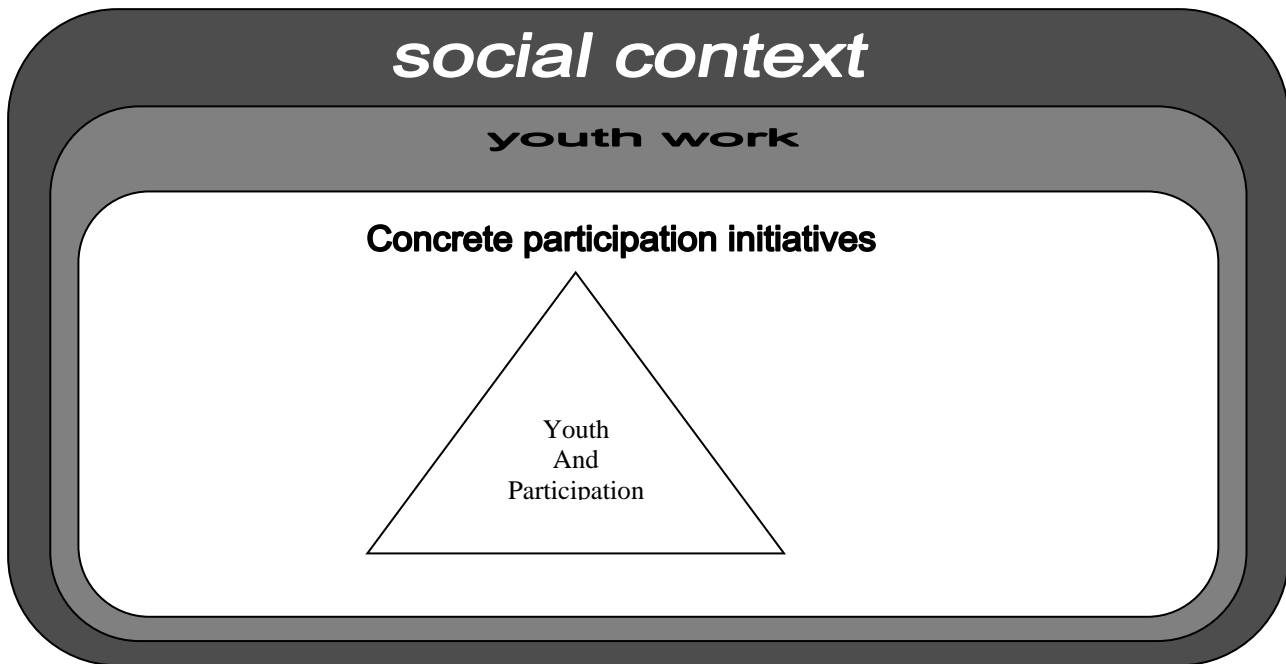 social context
youth work
Concrete participation initiatives
Youth
And
Participation